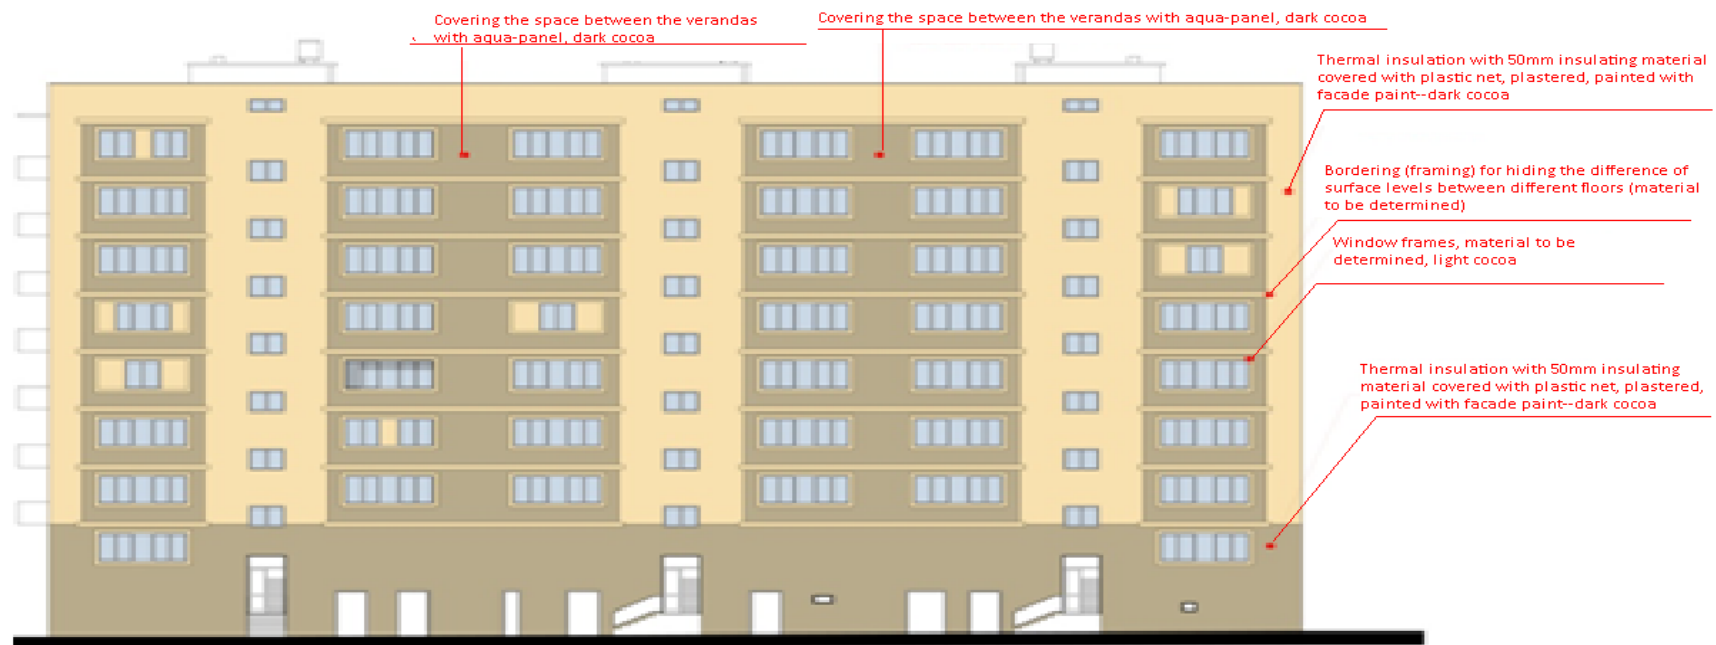 Covering the space between the verandas
with aqua-panel, dark cocoa
Covering the space between the verandas with aqua-panel, dark cocoa
Thermal insulation with 50mm insulating material
covered with plastic net, plastered, painted with
facade paint--dark cocoa
Bordering (framing) for hiding the difference of
surface levels between different floors (material
to be determined)
Window frames, material to be
determined, light cocoa
Thermal insulation with 50mm insulating
material covered with plastic net, plastered,
painted with facade paint--dark cocoa